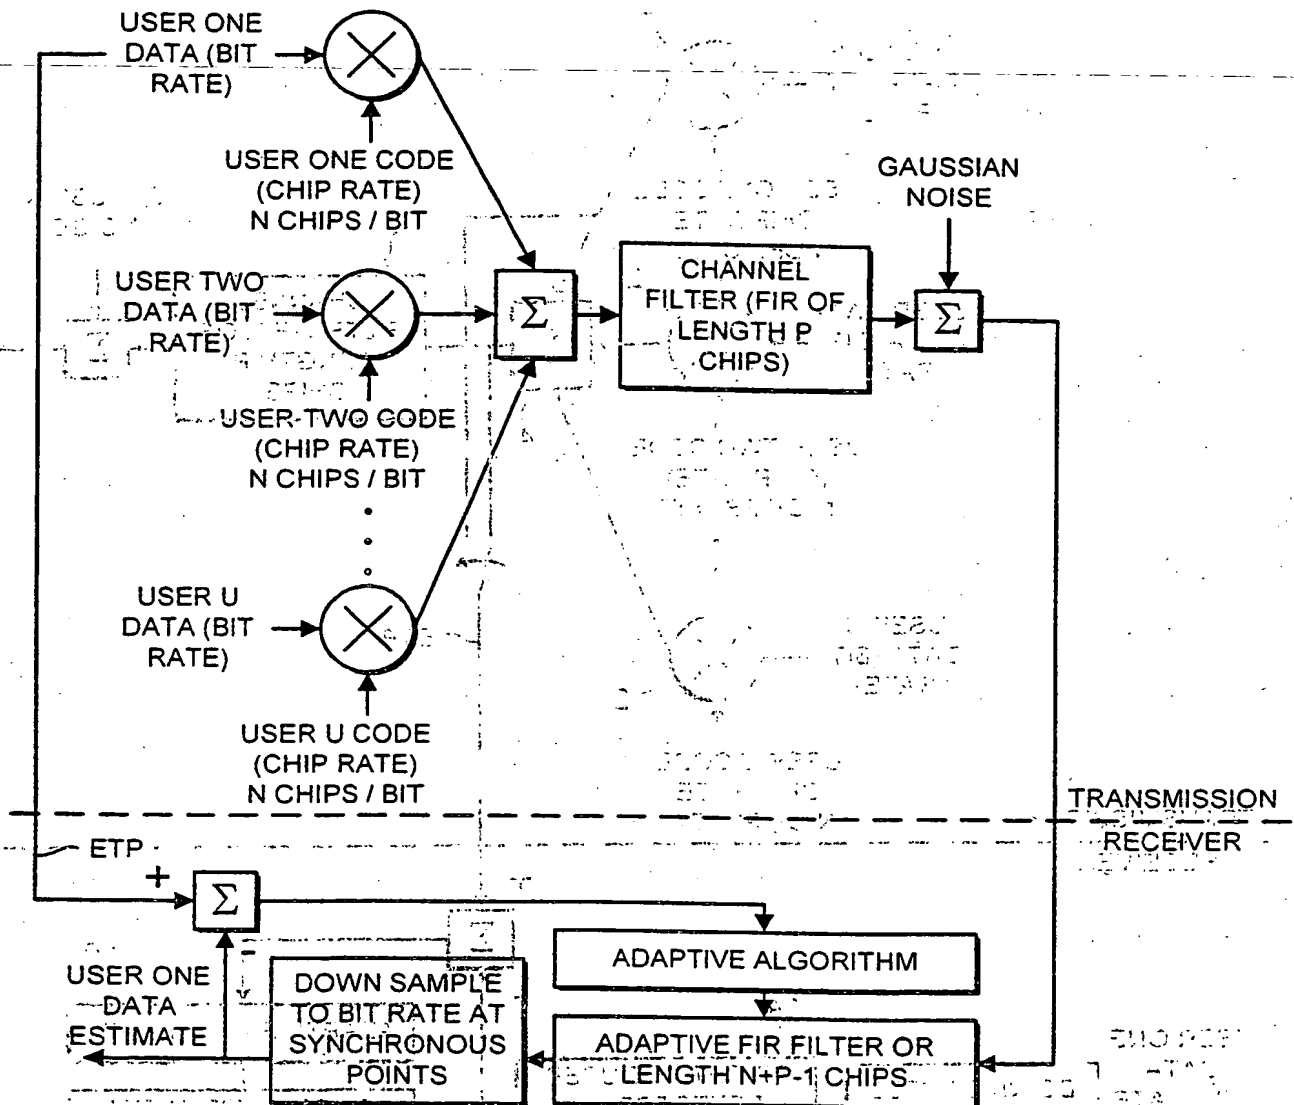 USER ONE
DATA (BIT
RATE)
USER ONE CODE
(CHIP RATE)
N CHIPS / BIT
GAUSSIAN
NOISE
USER TWO
DATA (BIT
RATE)
Σ
CHANNEL
FILTER (FIR OF
LENGTH P
CHIPS)
Σ
USER TWO CODE
(CHIP RATE)
N CHIPS / BIT
USER U
DATA (BIT
RATE)
USER U CODE
(CHIP RATE)
N CHIPS / BIT
TRANSMISSION
RECEIVER
ETP
+
Σ
-
ADAPTIVE ALGORITHM
USER ONE
DATA
ESTIMATE
DOWN SAMPLE
TO BIT RATE AT
SYNCHRONOUS
POINTS
ADAPTIVE FIR FILTER OR
LENGTH N+P-1 CHIPS